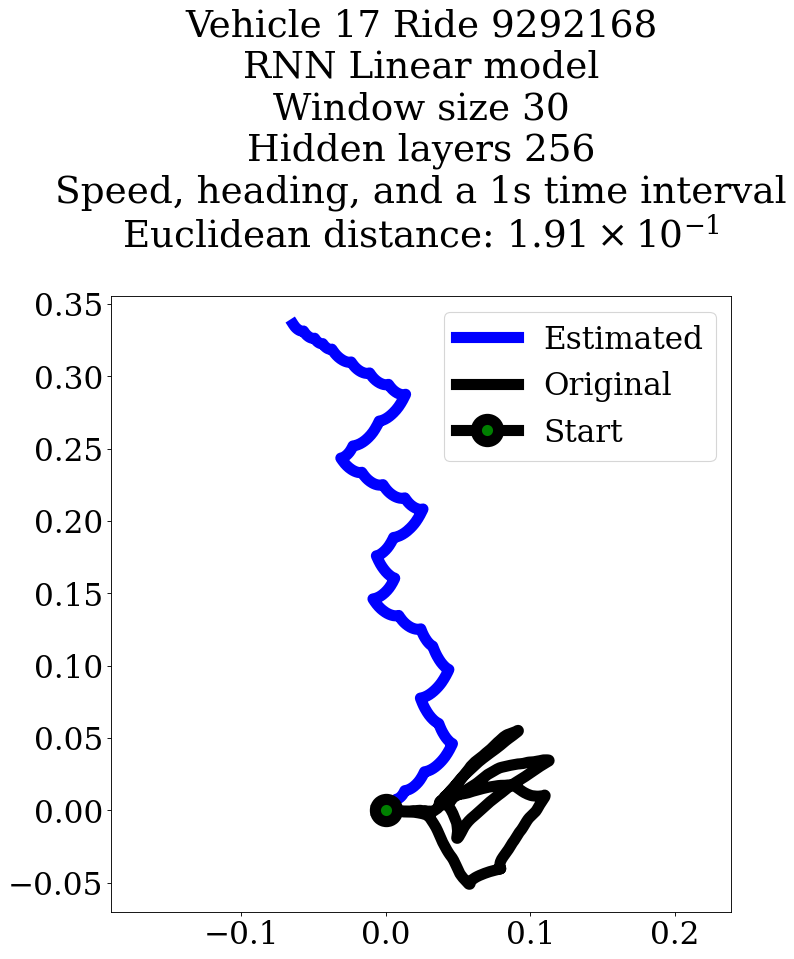 Vehicle 17 Ride 9292168
RNN Linear model
Window size 30
Hidden layers 256
Speed, heading, and a 1s time interval
Euclidean distance: 1.91 × 10⁻¹
Estimated
Original
Start
0.35
0.30
0.25
0.20
0.15
0.10
0.05
0.00
−0.05
−0.1 0.0 0.1 0.2